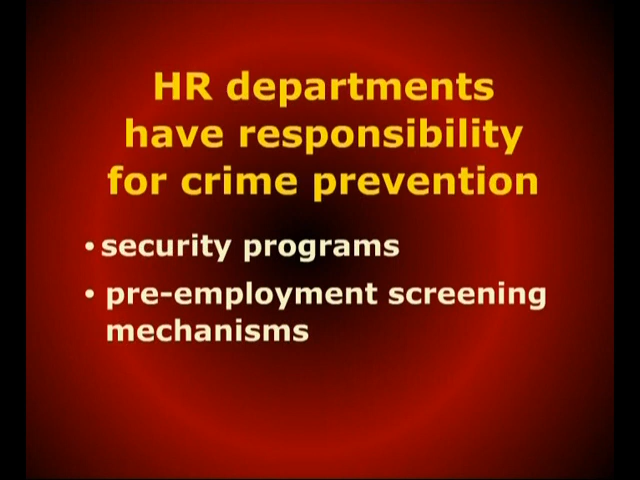 HR departments
have responsibility
for crime prevention
• security programs
• pre-employment screening
mechanisms